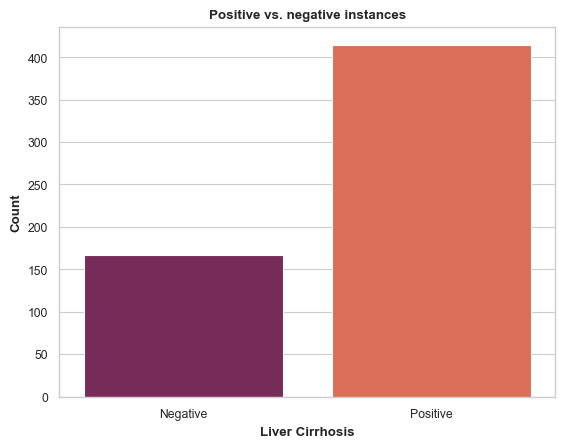 Positive vs. negative instances
400
350
300
250
200
150
100
50
0
Count
Negative
Positive
Liver Cirrhosis